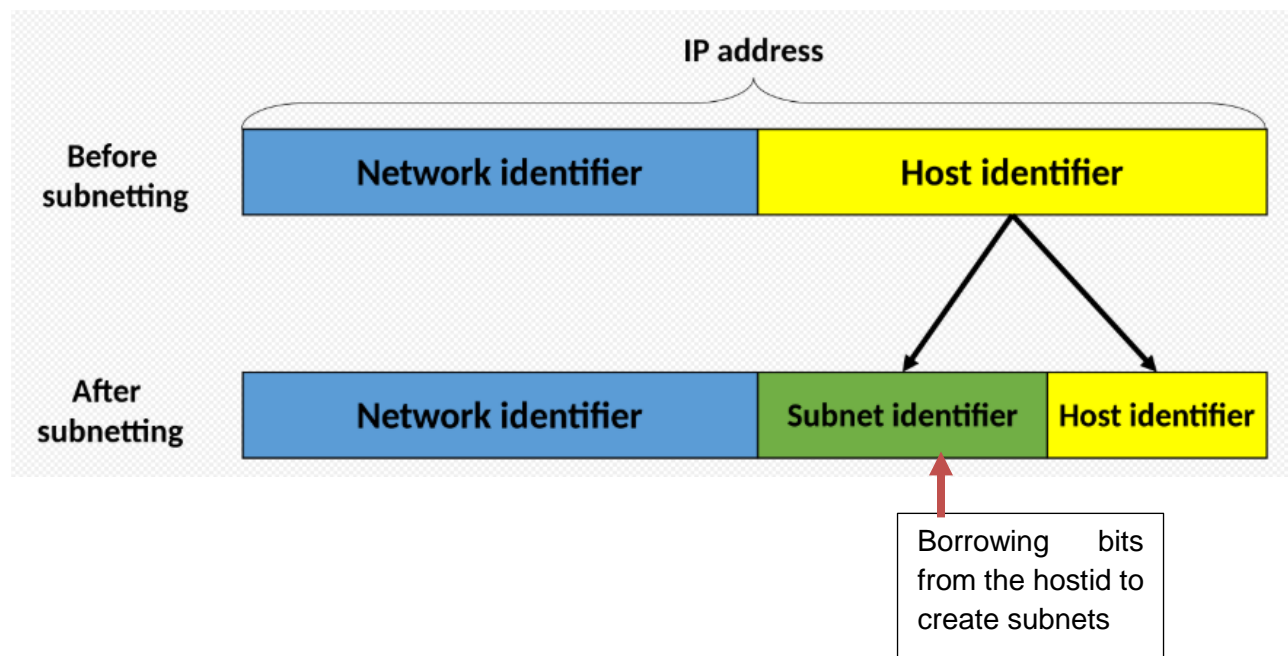 IP address
Before
subnetting
Network identifier Host identifier
After
subnetting
Network identifier Subnet identifier Host identifier
Borrowing bits
from the hostid to
create subnets